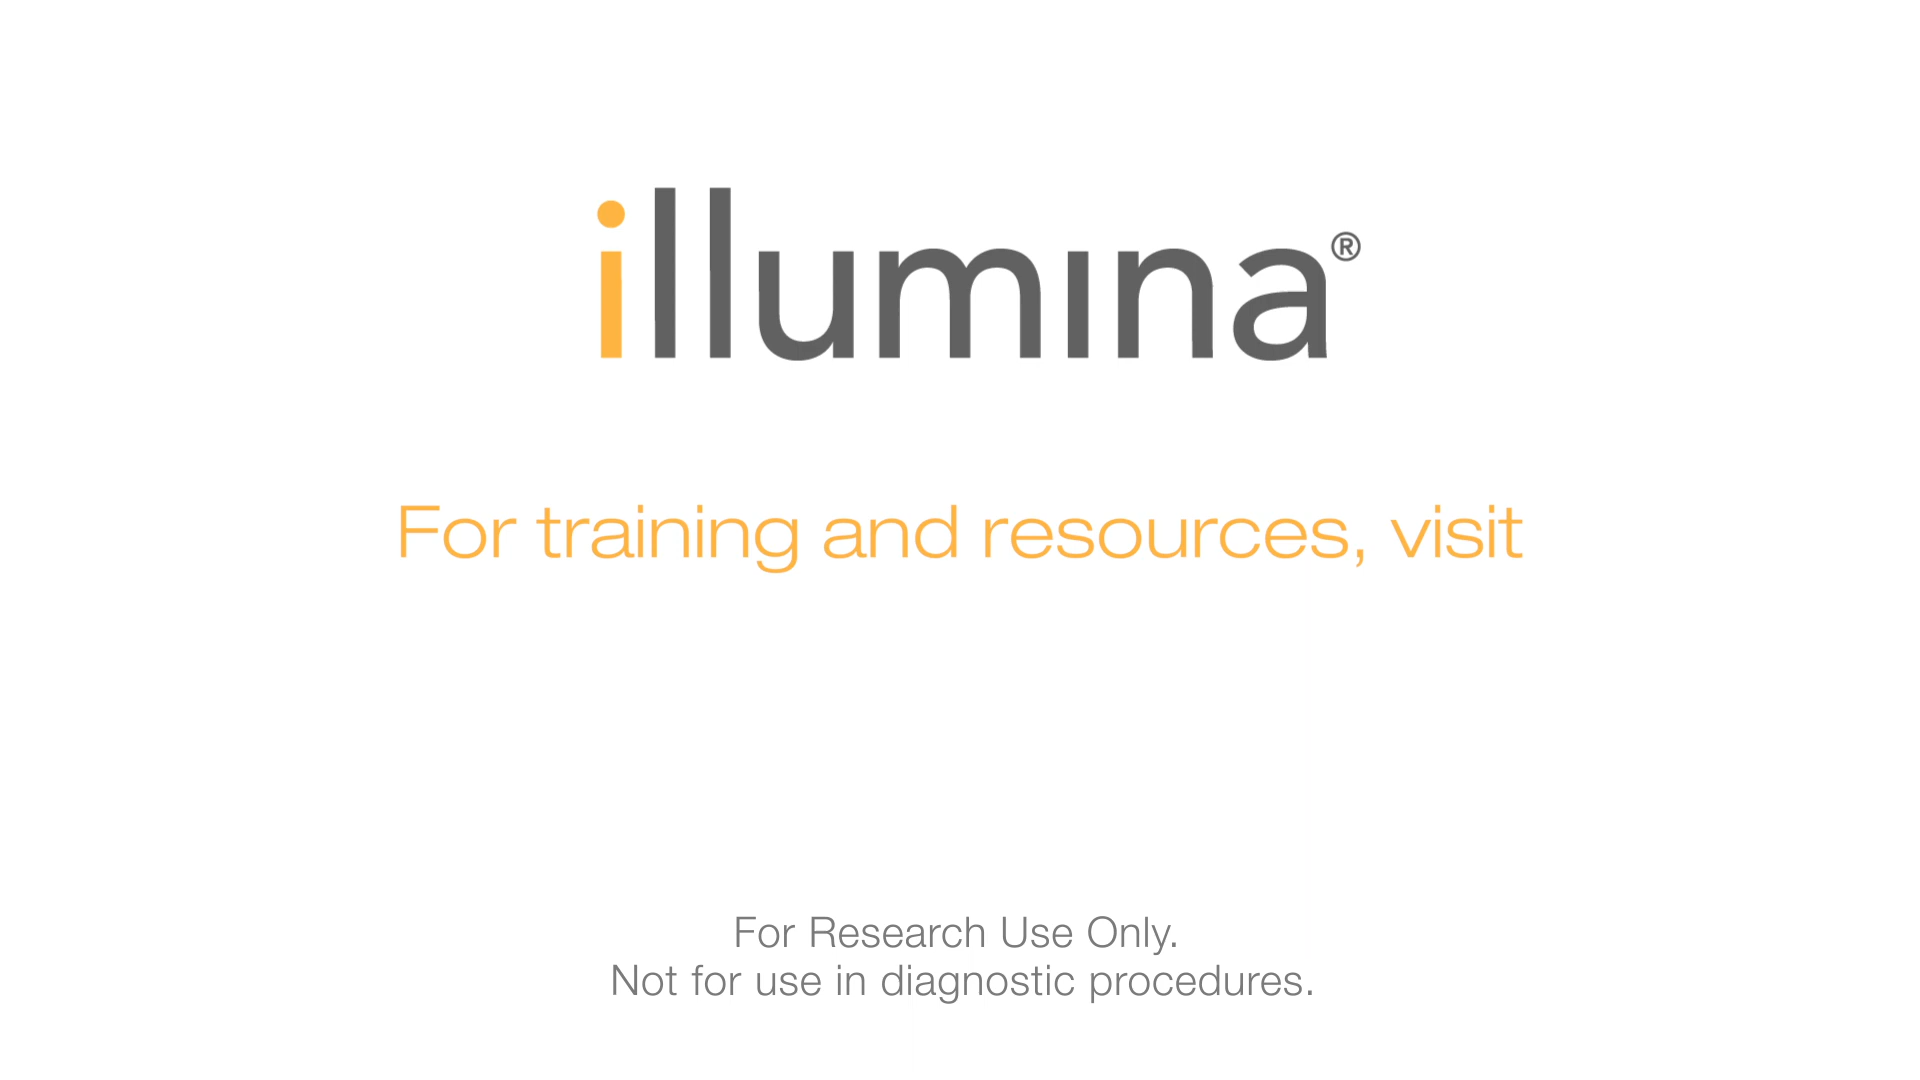 illumina®
For training and resources, visit
For Research Use Only.
Not for use in diagnostic procedures.